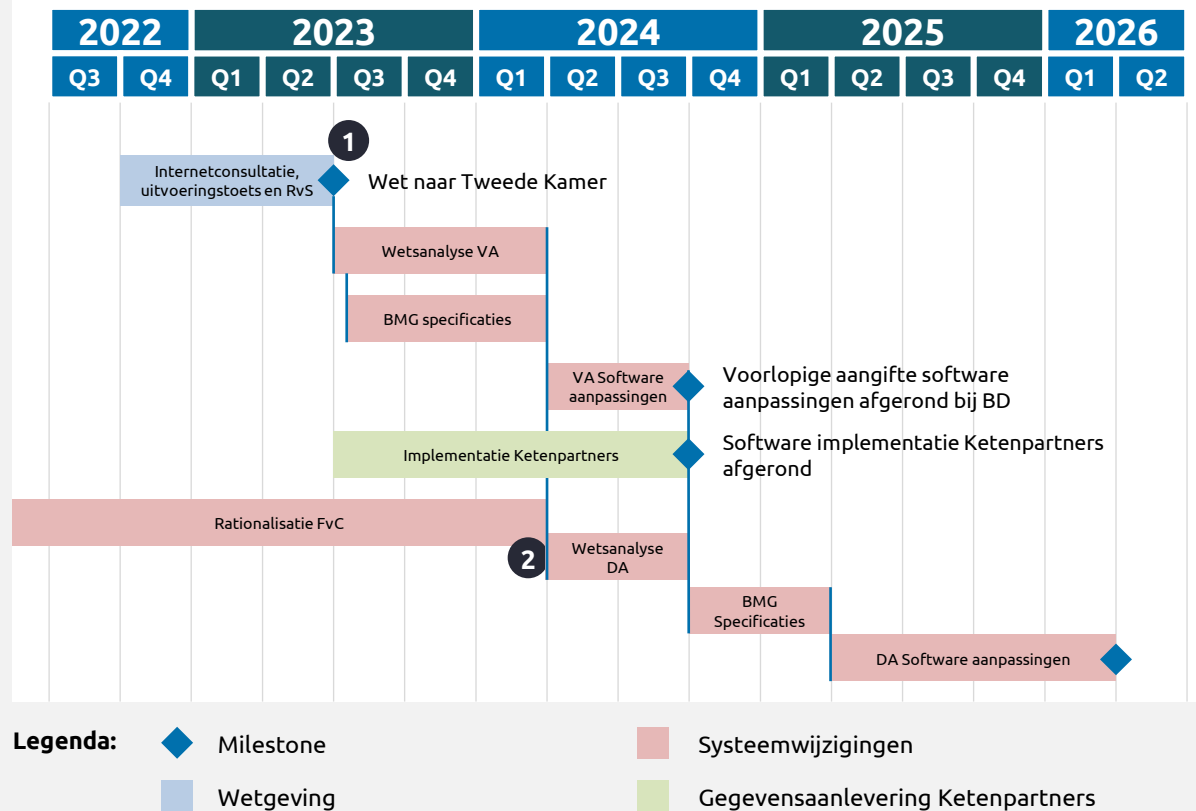 2022 2023 2024 2025 2026
Q3 Q4 Q1 Q2 Q3 Q4 Q1 Q2 Q3 Q4 Q1 Q2 Q3 Q4 Q1 Q2
1
Internetconsultatie,
uitvoeringstoets en RvS
Wet naar Tweede Kamer
Wetsanalyse VA
BMG specificaties
VA Software
aanpassingen
Voorlopige aangifte software
aanpassingen afgerond bij BD
Implementatie Ketenpartners
Software implementatie Ketenpartners
afgerond
Rationalisatie FvC
2
Wetsanalyse
DA
BMG
Specificaties
DA Software aanpassingen
Legenda:
Milestone
Systeemwijzigingen
Wetgeving
Gegevensaanlevering Ketenpartners